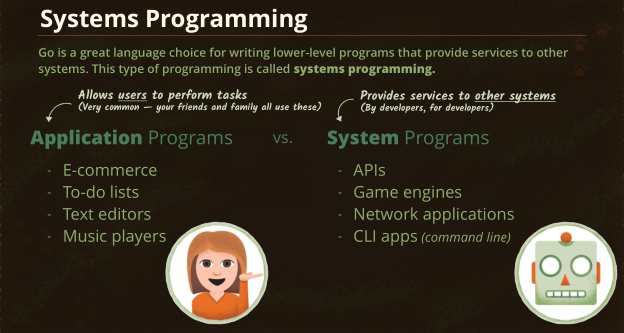 Systems Programming
Go is a great language choice for writing lower-level programs that provide services to other
systems. This type of programming is called systems programming.
Allows users to perform tasks
(Very common — your friends and family all use these)
Application Programs
- E-commerce
- To-do lists
- Text editors
- Music players
vs.
Provides services to other systems
(By developers, for developers)
System Programs
- APIs
- Game engines
- Network applications
- CLI apps (command line)